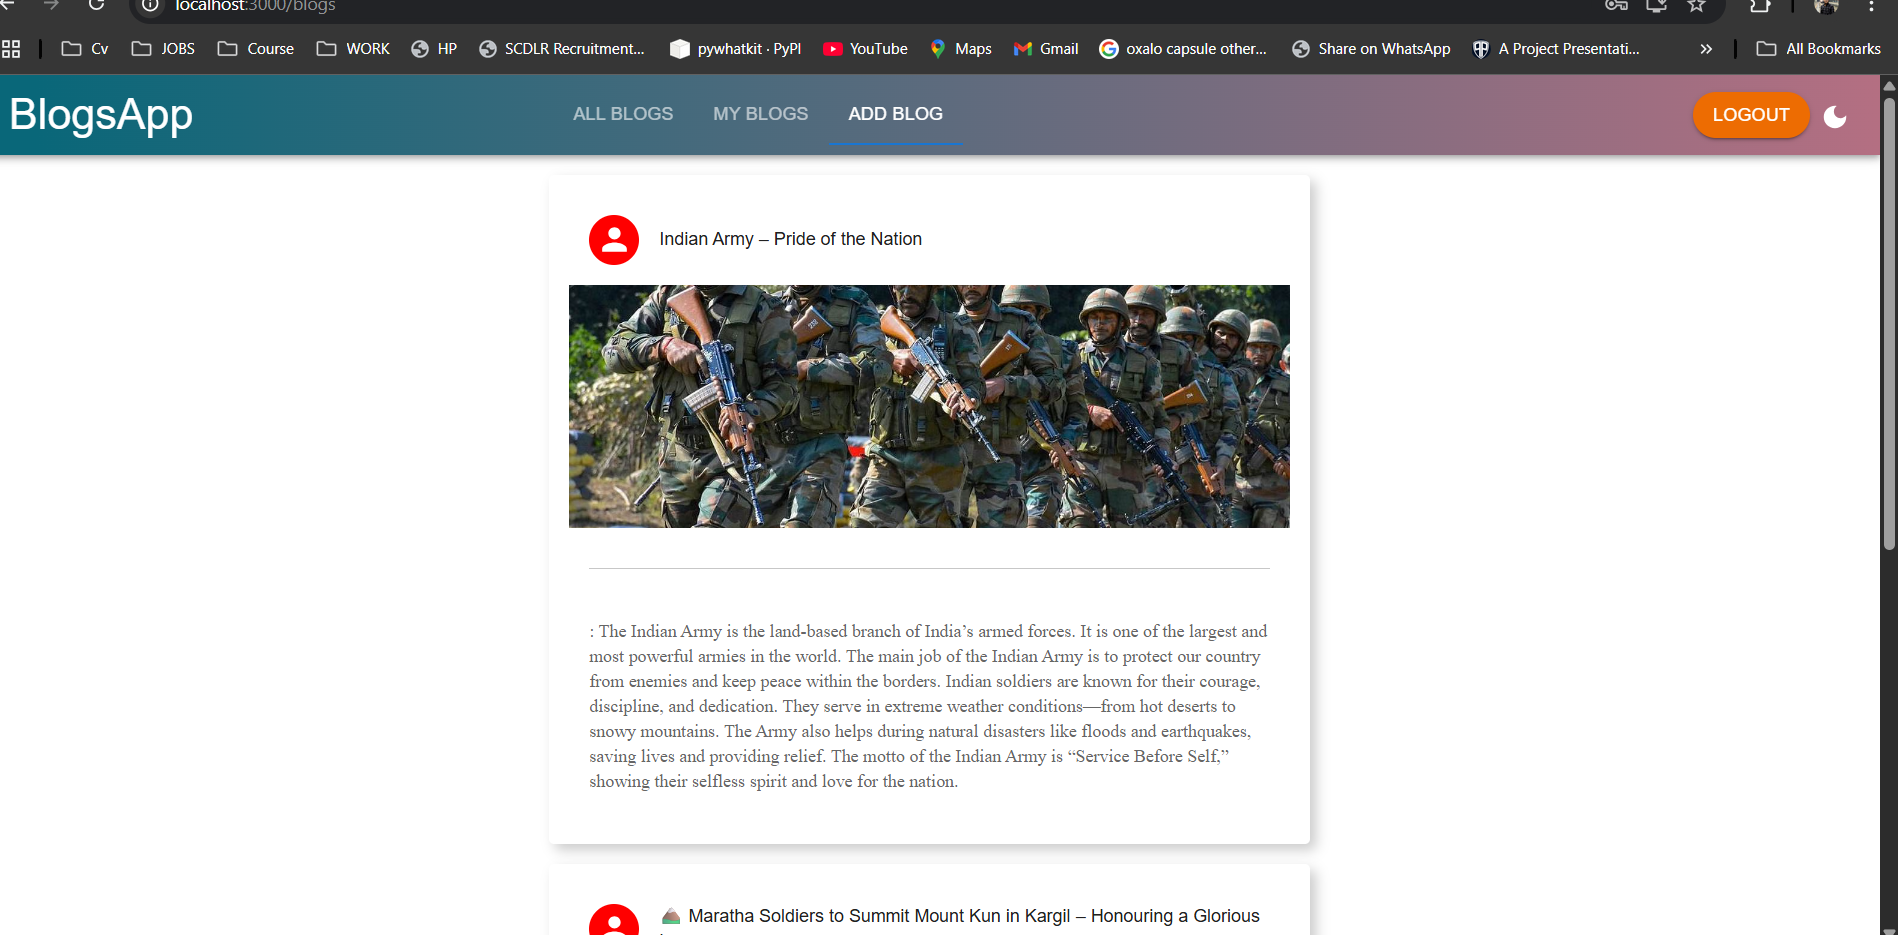 localhost:3000/blogs
Cv JOBS Course WORK HP SCDLR Recruitment... pywhatkit · PyPI YouTube Maps Gmail oxalo capsule other... Share on WhatsApp A Project Presentati... » All Bookmarks
BlogsApp ALL BLOGS MY BLOGS ADD BLOG LOGOUT
Indian Army – Pride of the Nation
: The Indian Army is the land-based branch of India’s armed forces. It is one of the largest and
most powerful armies in the world. The main job of the Indian Army is to protect our country
from enemies and keep peace within the borders. Indian soldiers are known for their courage,
discipline, and dedication. They serve in extreme weather conditions—from hot deserts to
snowy mountains. The Army also helps during natural disasters like floods and earthquakes,
saving lives and providing relief. The motto of the Indian Army is “Service Before Self,”
showing their selfless spirit and love for the nation.
Maratha Soldiers to Summit Mount Kun in Kargil – Honouring a Glorious